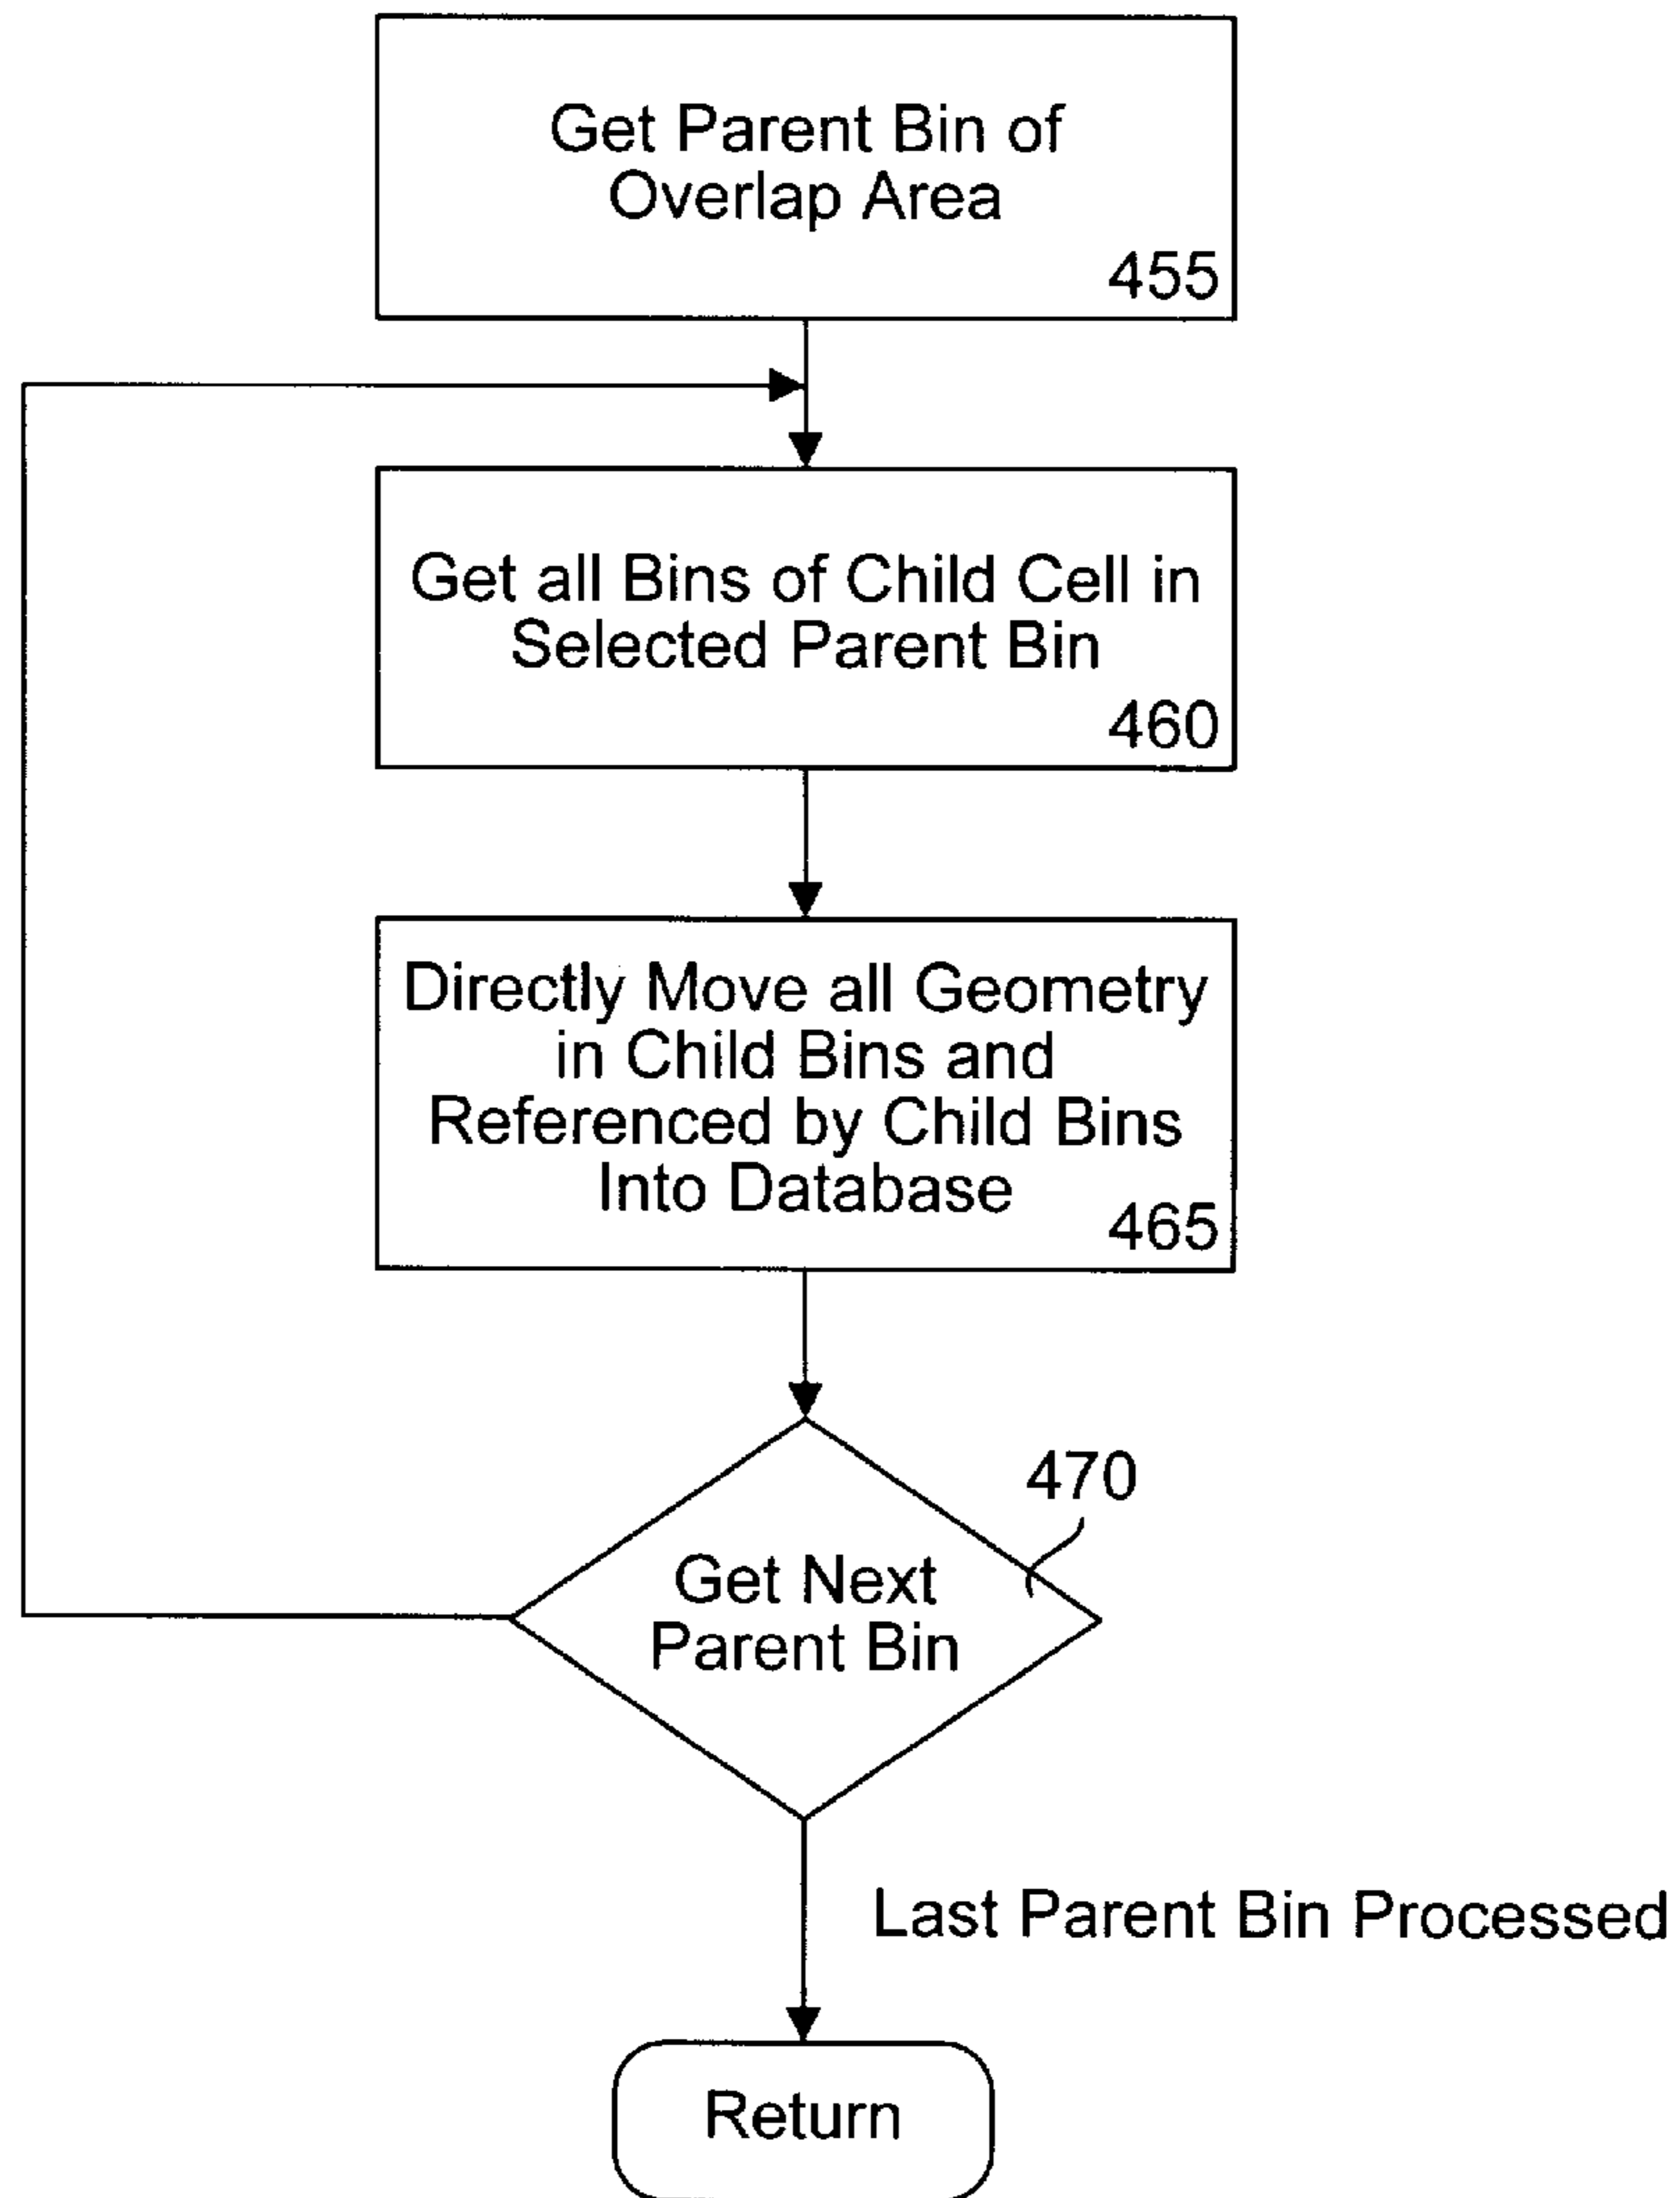 Get Parent Bin of
Overlap Area
455
Get all Bins of Child Cell in
Selected Parent Bin
460
Directly Move all Geometry
in Child Bins and
Referenced by Child Bins
Into Database
465
470
Get Next
Parent Bin
Last Parent Bin Processed
Return